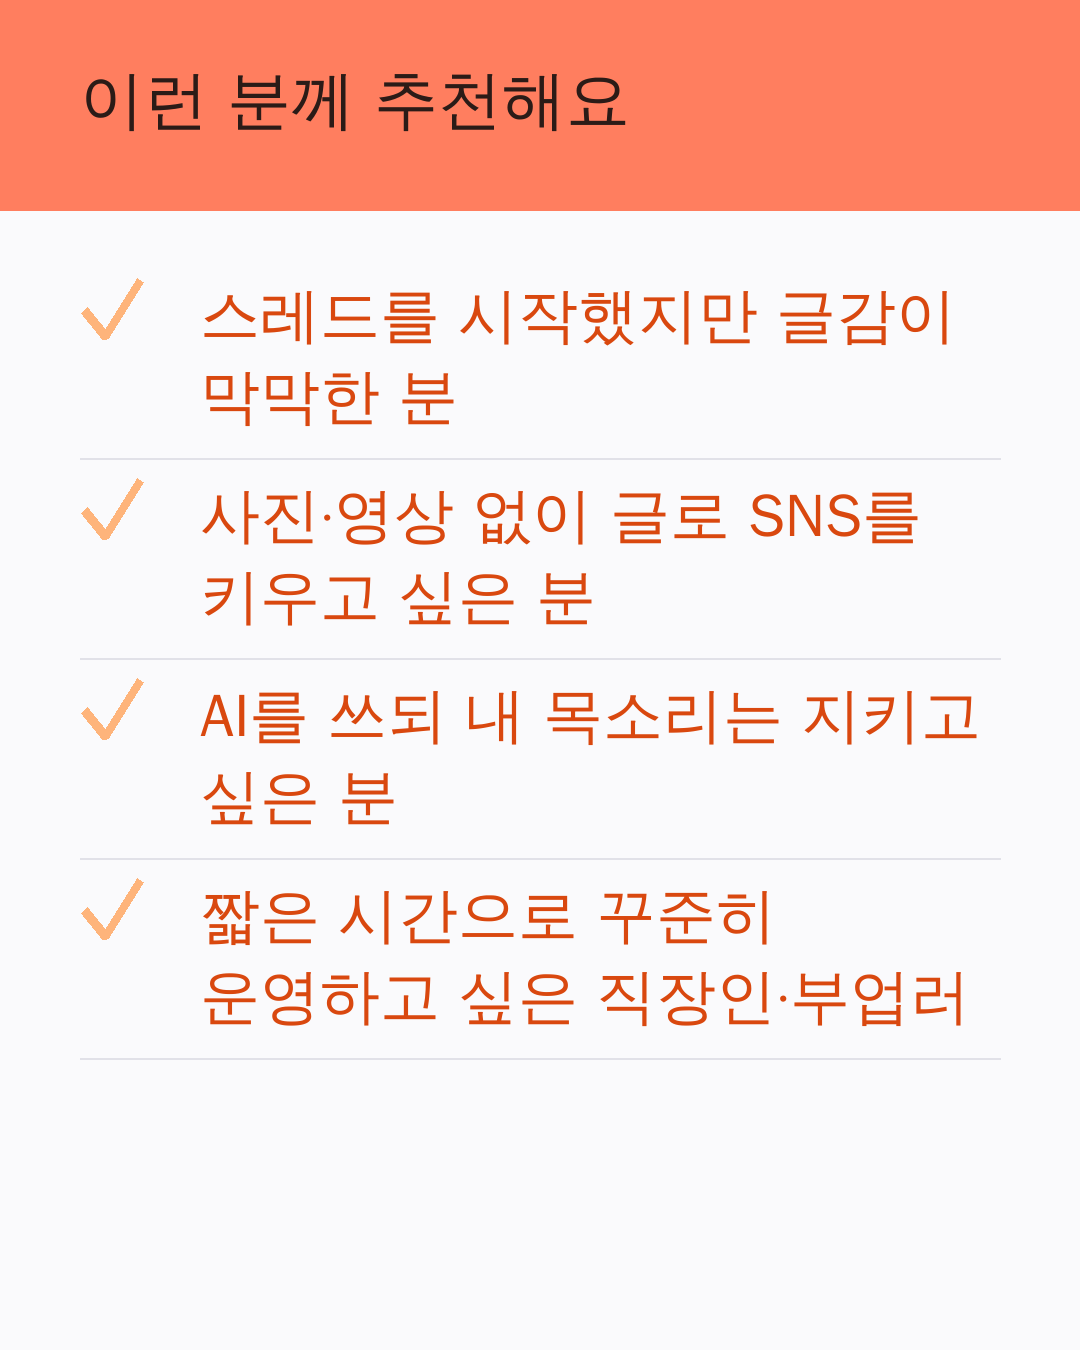 이런 분께 추천해요
스레드를 시작했지만 글감이
막막한 분
사진·영상 없이 글로 SNS를
키우고 싶은 분
AI를 쓰되 내 목소리는 지키고
싶은 분
짧은 시간으로 꾸준히
운영하고 싶은 직장인·부업러